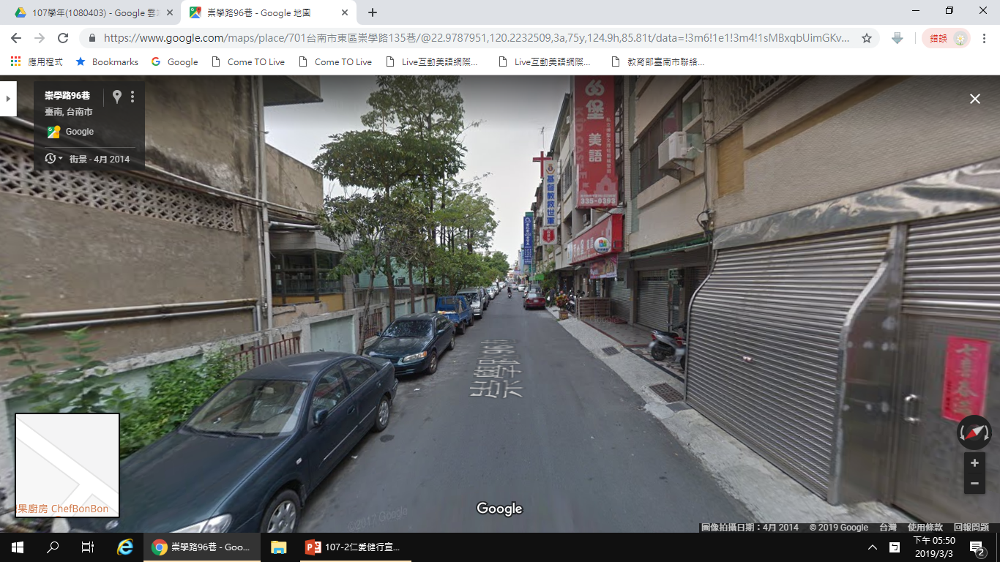 107學年(1080403) - Google 雲端
崇學路96巷 - Google 地圖
https://www.google.com/maps/place/701台南市東區崇學路135巷/@22.9787951,120.2232509,3a,75y,124.9h,85.81t/data=!3m6!1e1!3m4!1sMBxqbUimGKv...
錯誤
應用程式
Bookmarks
Google
Come TO Live
Come TO Live
Live互動美語網際...
Live互動美語網際...
教育部臺南市聯絡...
崇學路96巷
臺南, 台南市
Google
街景 - 4月 2014
堡
美語
335-0393
基督教救世軍
崇學路96巷
©2017 Google
果廚房 ChefBonBon
Google
圖像拍攝日期：4月 2014
© 2019 Google
台灣
使用條款
回報問題
崇學路96巷 - Goo...
107-2仁愛健行宣...
下午 05:50
2019/3/3
2